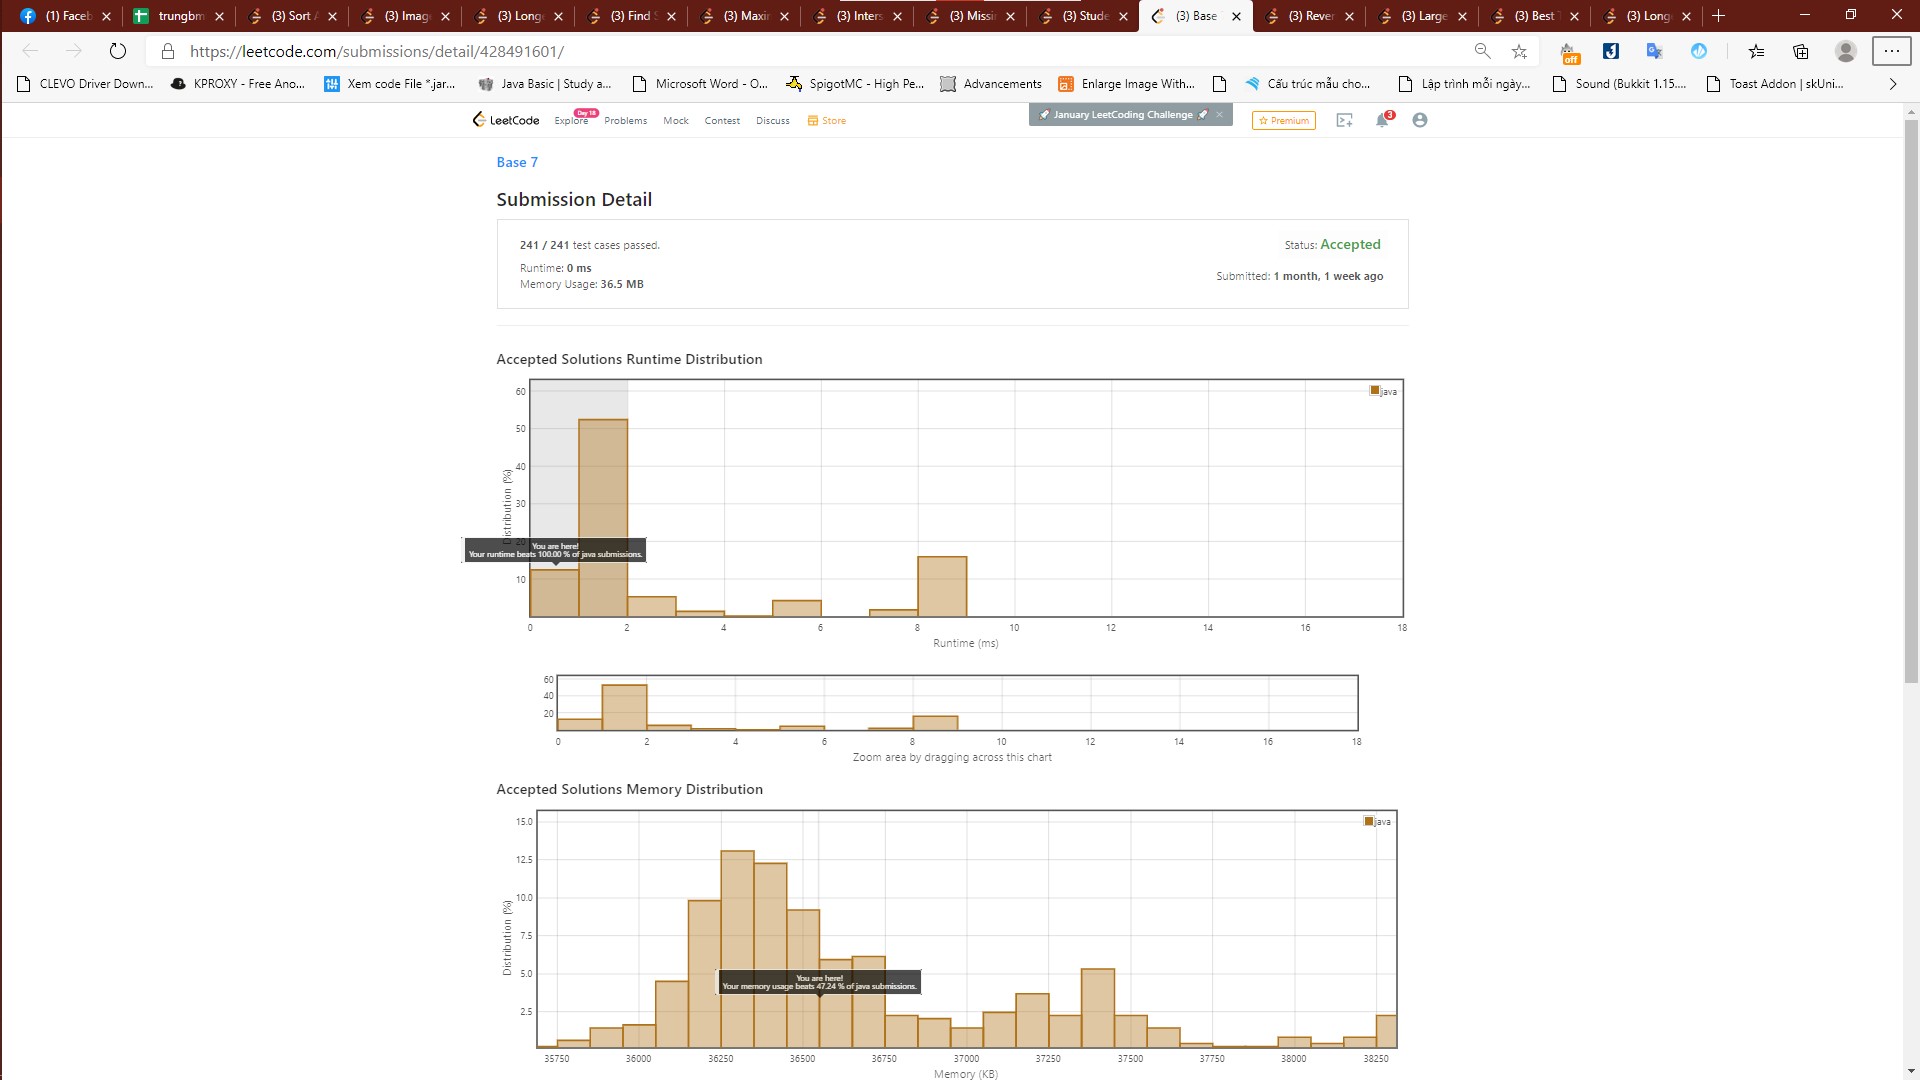 (1) Faceb
trungbm
(3) Sort A
(3) Imag
(3) Long
(3) Find S
(3) Maxi
(3) Inters
(3) Missi
(3) Stude
(3) Base
(3) Rever
(3) Large
(3) Best T
(3) Long
https://leetcode.com/submissions/detail/428491601/
off
CLEVO Driver Down...
KPROXY - Free Ano...
Xem code File *.jar...
Java Basic | Study a...
Microsoft Word - O...
SpigotMC - High Pe...
Advancements
Enlarge Image With...
Cấu trúc mẫu cho...
Lập trình mỗi ngày...
Sound (Bukkit 1.15....
Toast Addon | skUni...
LeetCode
Explore
Day 18
Problems
Mock
Contest
Discuss
Store
January LeetCoding Challenge
Premium
3
Base 7
Submission Detail
241 / 241 test cases passed.
Status: Accepted
Runtime: 0 ms
Submitted: 1 month, 1 week ago
Memory Usage: 36.5 MB
Accepted Solutions Runtime Distribution
java
60
50
40
30
20
10
Distribution (%)
You are here!
Your runtime beats 100.00 % of java submissions.
0 2 4 6 8 10 12 14 16 18
Runtime (ms)
60
40
20
0 2 4 6 8 10 12 14 16 18
Zoom area by dragging across this chart
Accepted Solutions Memory Distribution
java
15.0
12.5
10.0
7.5
5.0
2.5
Distribution (%)
You are here!
Your memory usage beats 47.24 % of java submissions.
35750 36000 36250 36500 36750 37000 37250 37500 37750 38000 38250
Memory (KB)